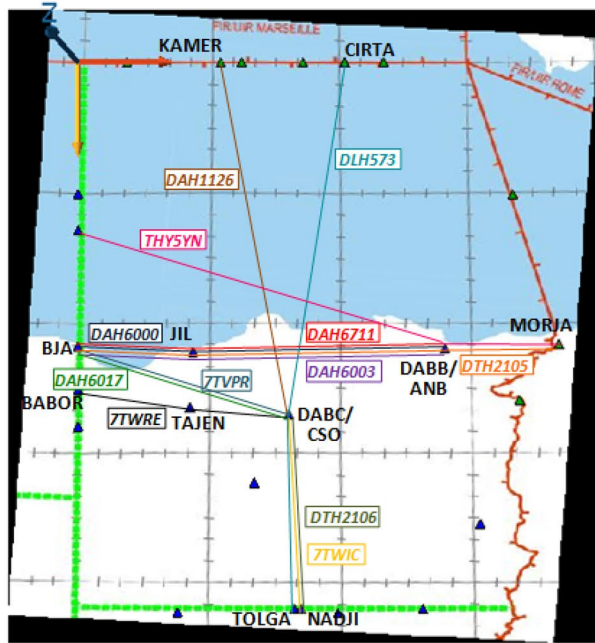 Z
FIR/UIR MARSEILLE
KAMER
CIRTA
FIR/UIR ROME
DAH1126
DLH573
THY5YN
DAH6000
JIL
DAH6711
MORJA
BJA
DAH6017
7TVPR
DAH6003
DABB/
ANB
DTH2105
BABOR
7TWRE
TAJEN
DABC/
CSO
DTH2106
7TWIC
TOLGA
NADJI